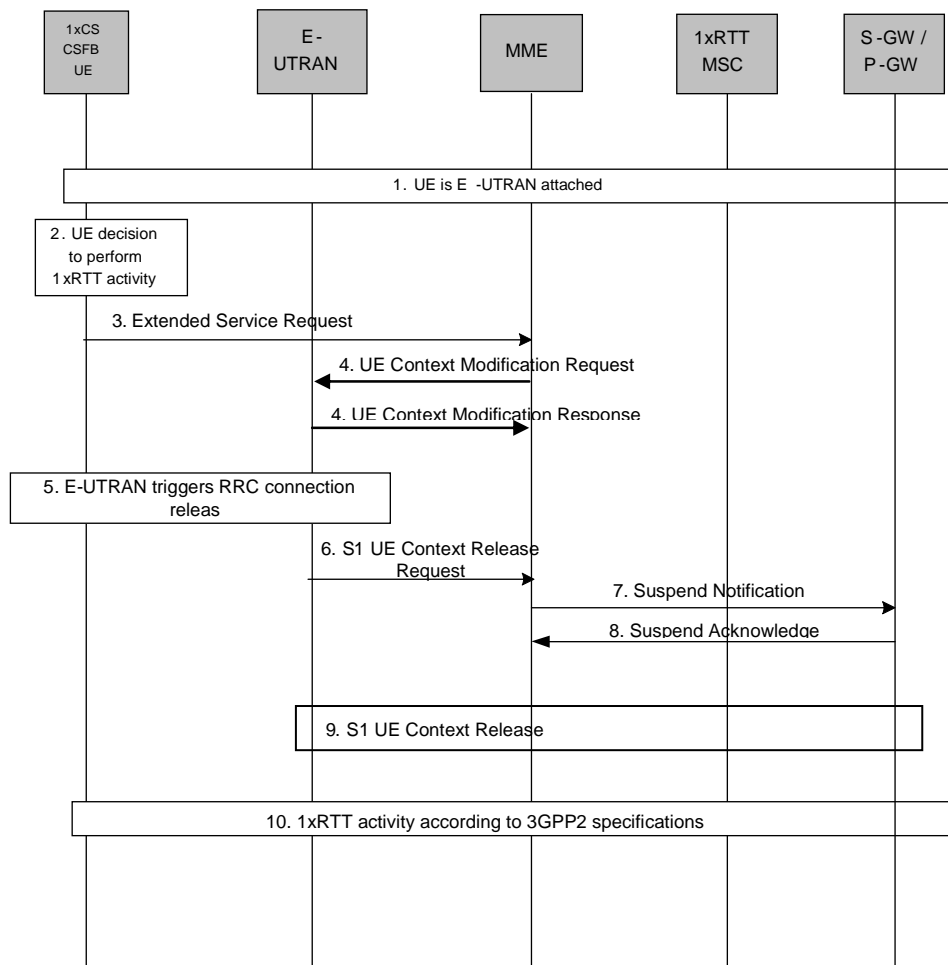 1xCS
CSFB
UE
E-
UTRAN
MME
1xRTT
MSC
S-GW /
P-GW
1. UE is E -UTRAN attached
2. UE decision
to perform
1xRTT activity
3. Extended Service Request
4. UE Context Modification Request
4. UE Context Modification Response
5. E-UTRAN triggers RRC connection
releas
6. S1 UE Context Release
Request
7. Suspend Notification
8. Suspend Acknowledge
9. S1 UE Context Release
10. 1xRTT activity according to 3GPP2 specifications